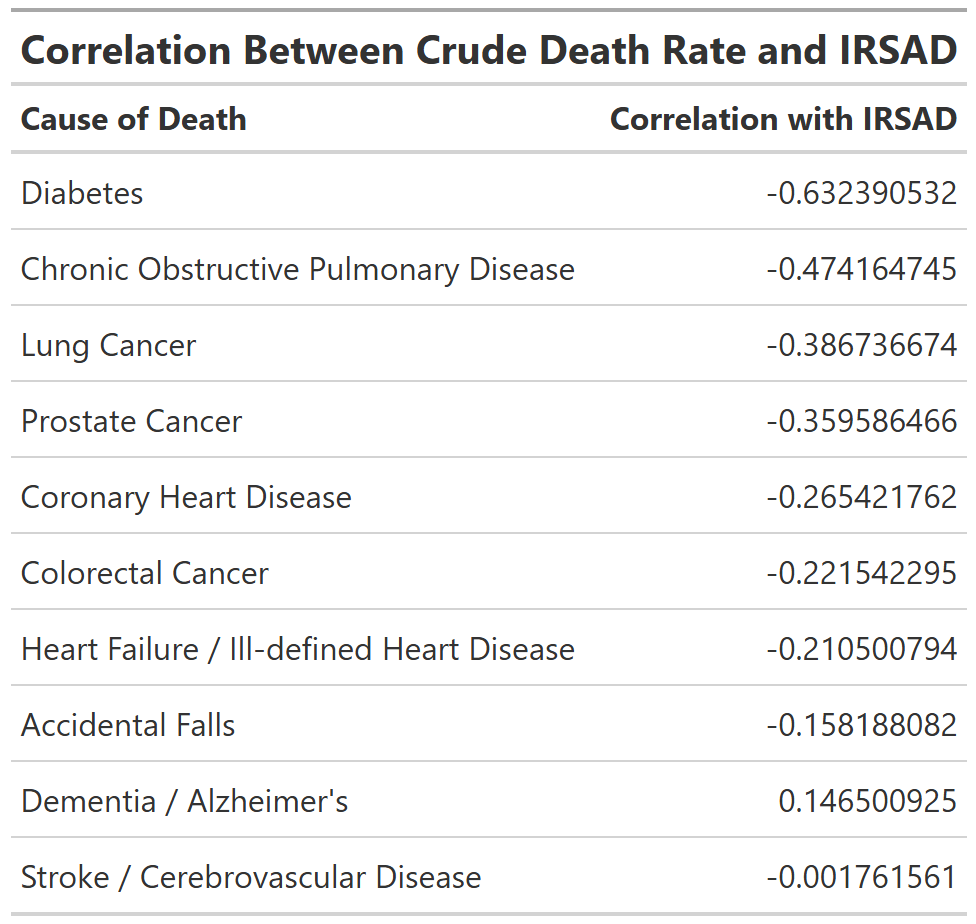 Correlation Between Crude Death Rate and IRSAD
Cause of Death Correlation with IRSAD
Diabetes -0.632390532
Chronic Obstructive Pulmonary Disease -0.474164745
Lung Cancer -0.386736674
Prostate Cancer -0.359586466
Coronary Heart Disease -0.265421762
Colorectal Cancer -0.221542295
Heart Failure / Ill-defined Heart Disease -0.210500794
Accidental Falls -0.158188082
Dementia / Alzheimer's 0.146500925
Stroke / Cerebrovascular Disease -0.001761561